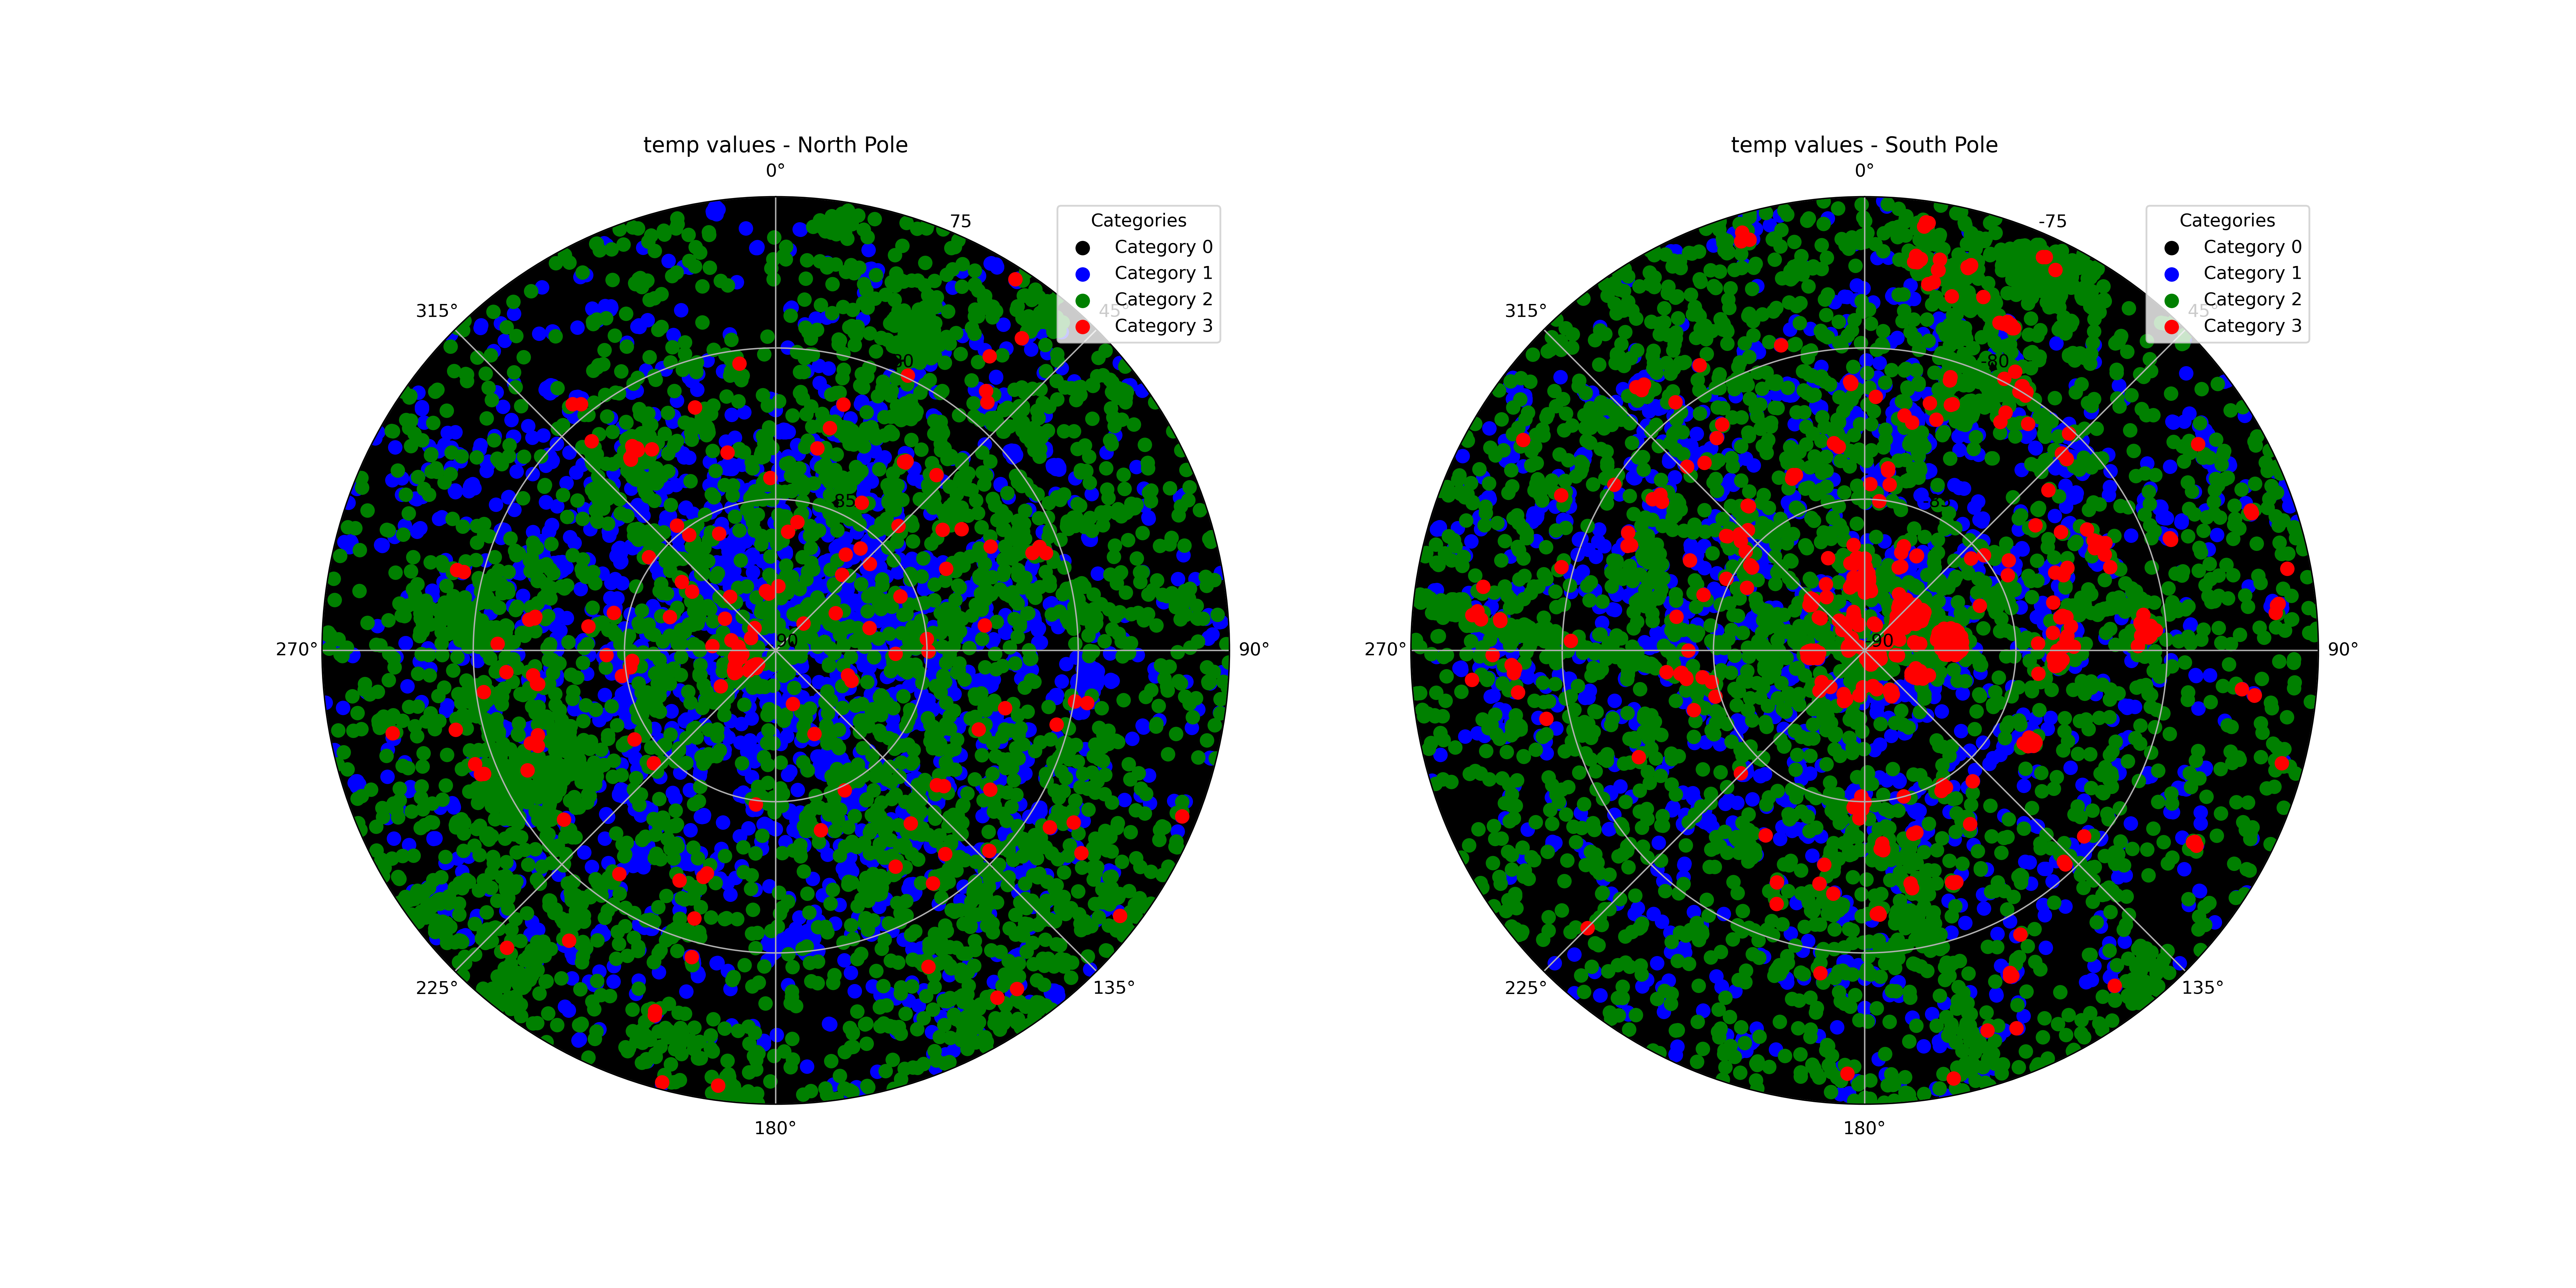 temp values - North Pole
0°
75
Categories
Category 0
Category 1
Category 2
Category 3
45°
315°
80
85
90
270°
90°
225°
135°
180°
temp values - South Pole
0°
-75
Categories
Category 0
Category 1
Category 2
Category 3
45°
315°
-80
-90
270°
90°
225°
135°
180°